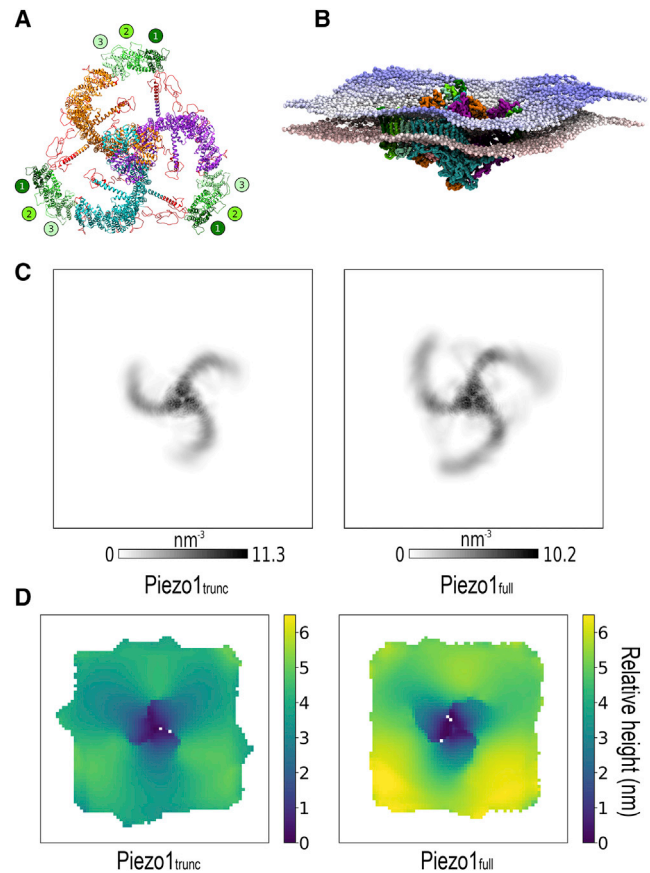 A
B
3 2 1
1
2
3
3
2
1
C
nm-3
0 11.3
nm-3
0 10.2
Piezo1trunc
Piezo1full
D
6
5
4
3
2
1
0
6
5
4
3
2
1
0
Relative height (nm)
Piezo1trunc
Piezo1full